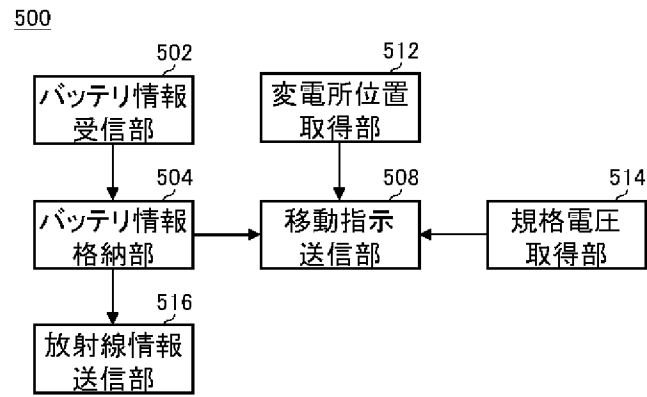 500
502
バッテリ情報
受信部
512
変電所位置
取得部
504
バッテリ情報
格納部
508
移動指示
送信部
514
規格電圧
取得部
516
放射線情報
送信部